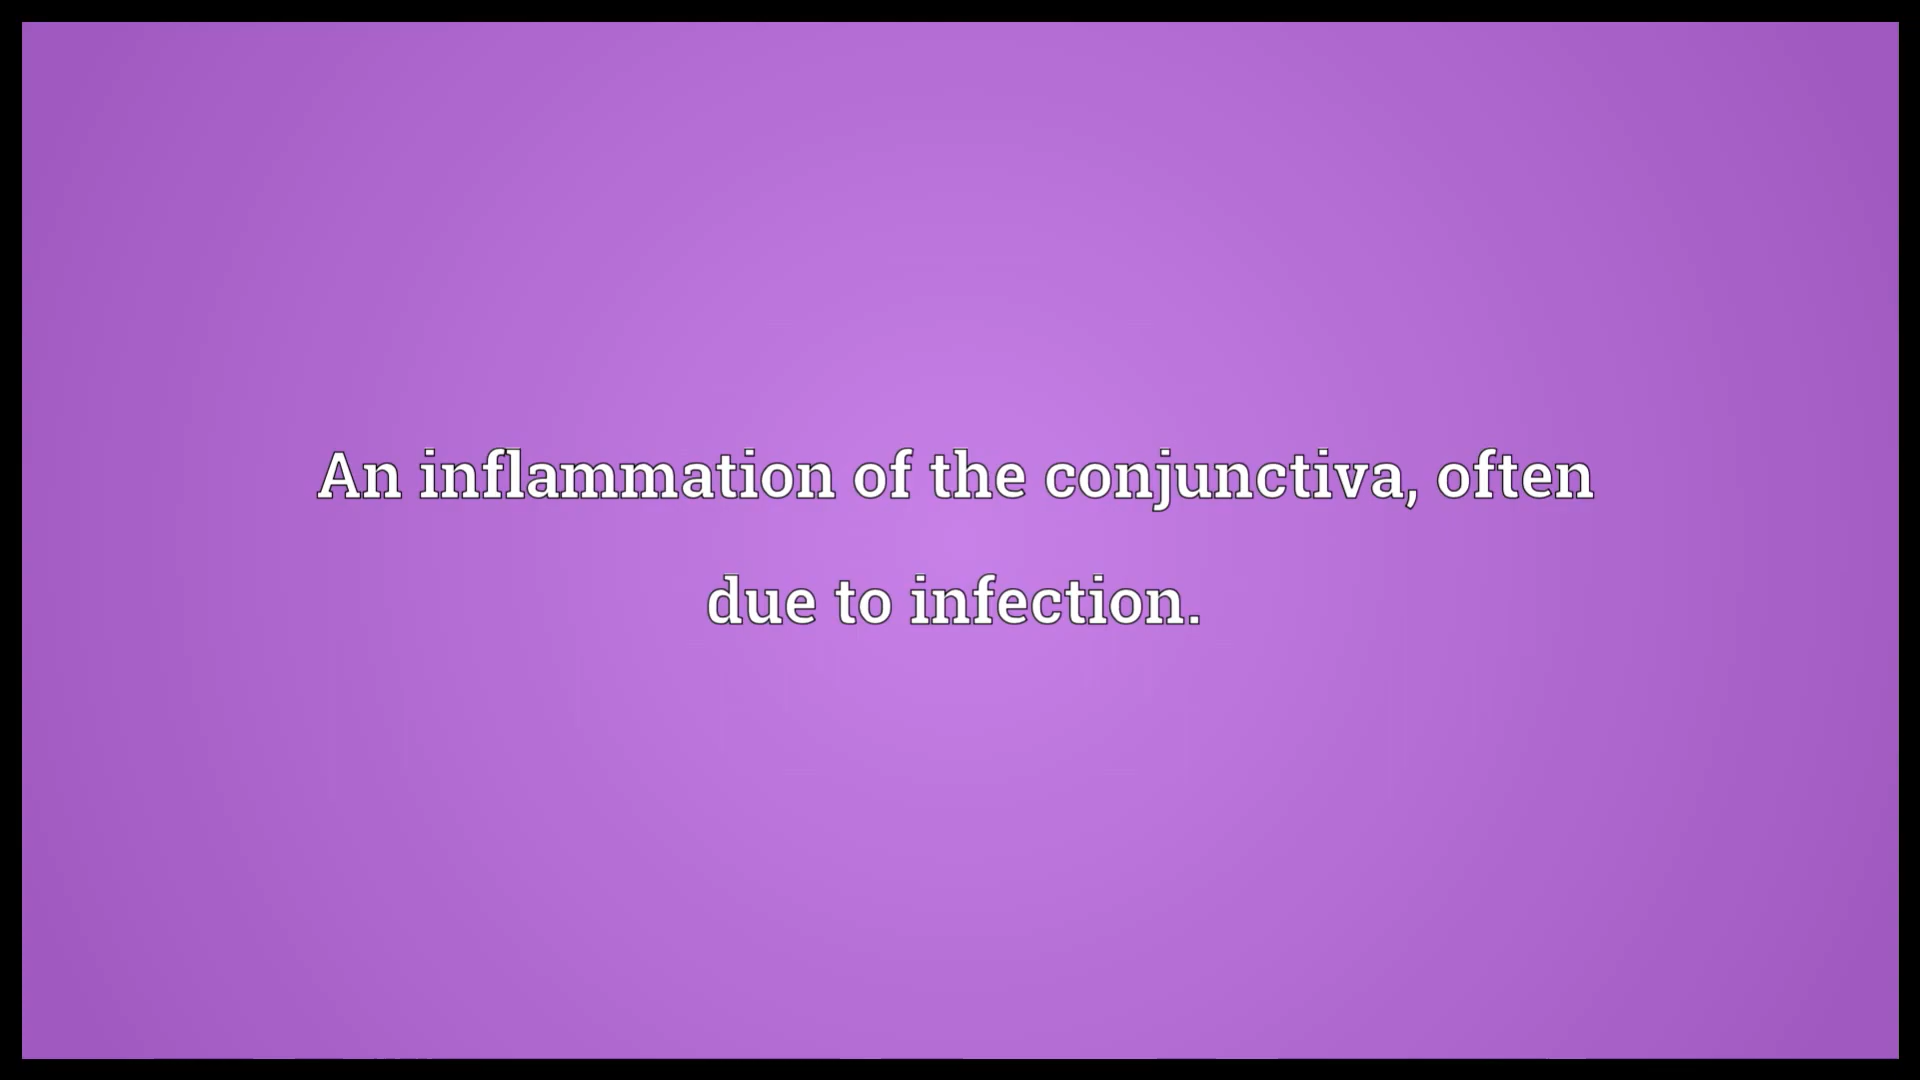 An inflammation of the conjunctiva, often
due to infection.